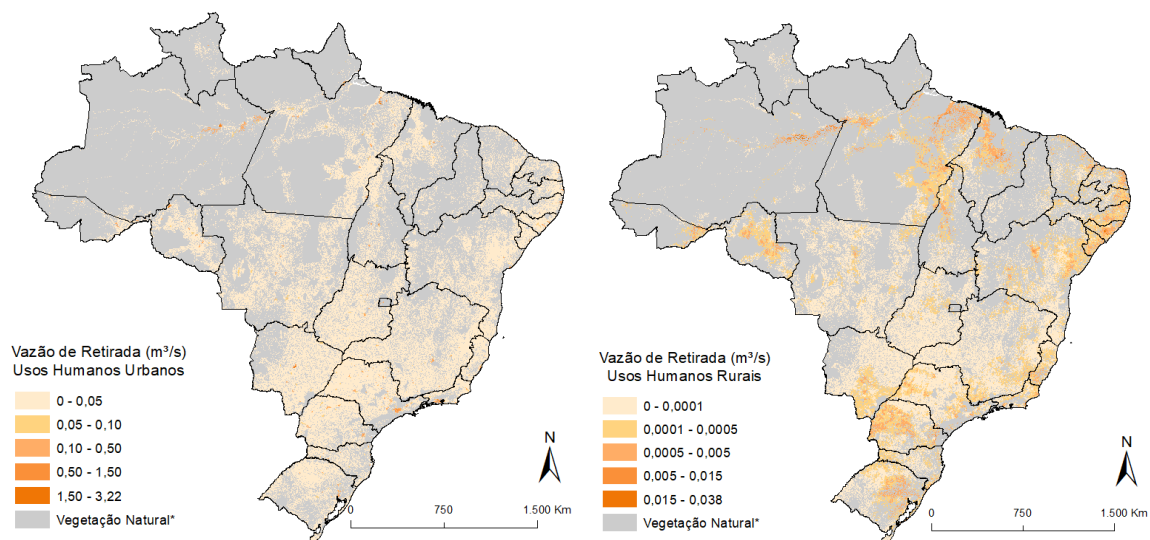 Vazão de Retirada (m³/s)
Usos Humanos Urbanos
0 - 0,05
0,05 - 0,10
0,10 - 0,50
0,50 - 1,50
1,50 - 3,22
Vegetação Natural*
N
0 750 1.500 Km
Vazão de Retirada (m³/s)
Usos Humanos Rurais
0 - 0,0001
0,0001 - 0,0005
0,0005 - 0,005
0,005 - 0,015
0,015 - 0,038
Vegetação Natural*
N
0 750 1.500 Km